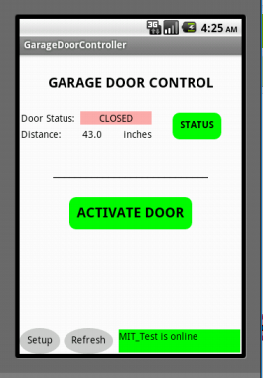 3G 4:25 AM
GarageDoorController
GARAGE DOOR CONTROL
Door Status: CLOSED
STATUS
Distance: 43.0 inches
ACTIVATE DOOR
Setup Refresh MIT_Test is online